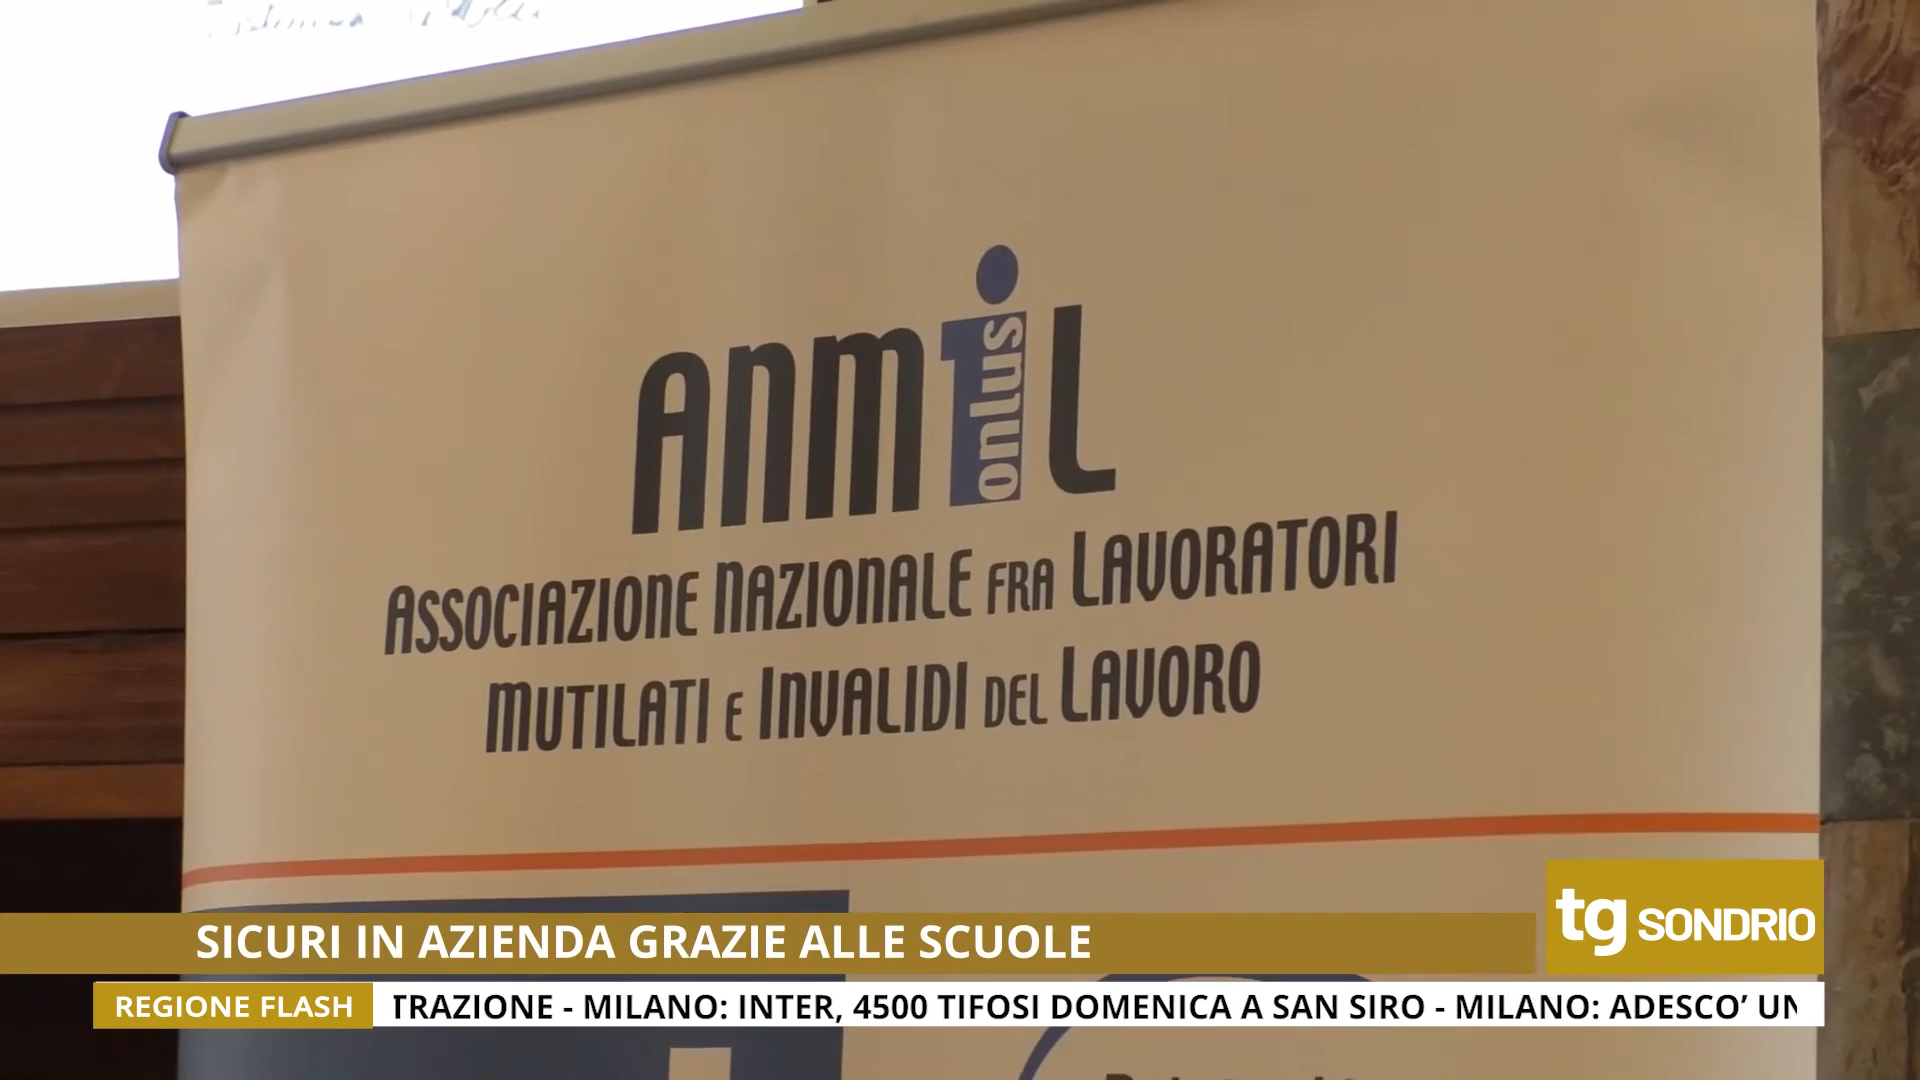 ANMiL
onlus
ASSOCIAZIONE NAZIONALE FRA LAVORATORI
MUTILATI E INVALIDI DEL LAVORO
SICURI IN AZIENDA GRAZIE ALLE SCUOLE
tg SONDRIO
REGIONE FLASH
TRAZIONE - MILANO: INTER, 4500 TIFOSI DOMENICA A SAN SIRO - MILANO: ADESCO’ UN